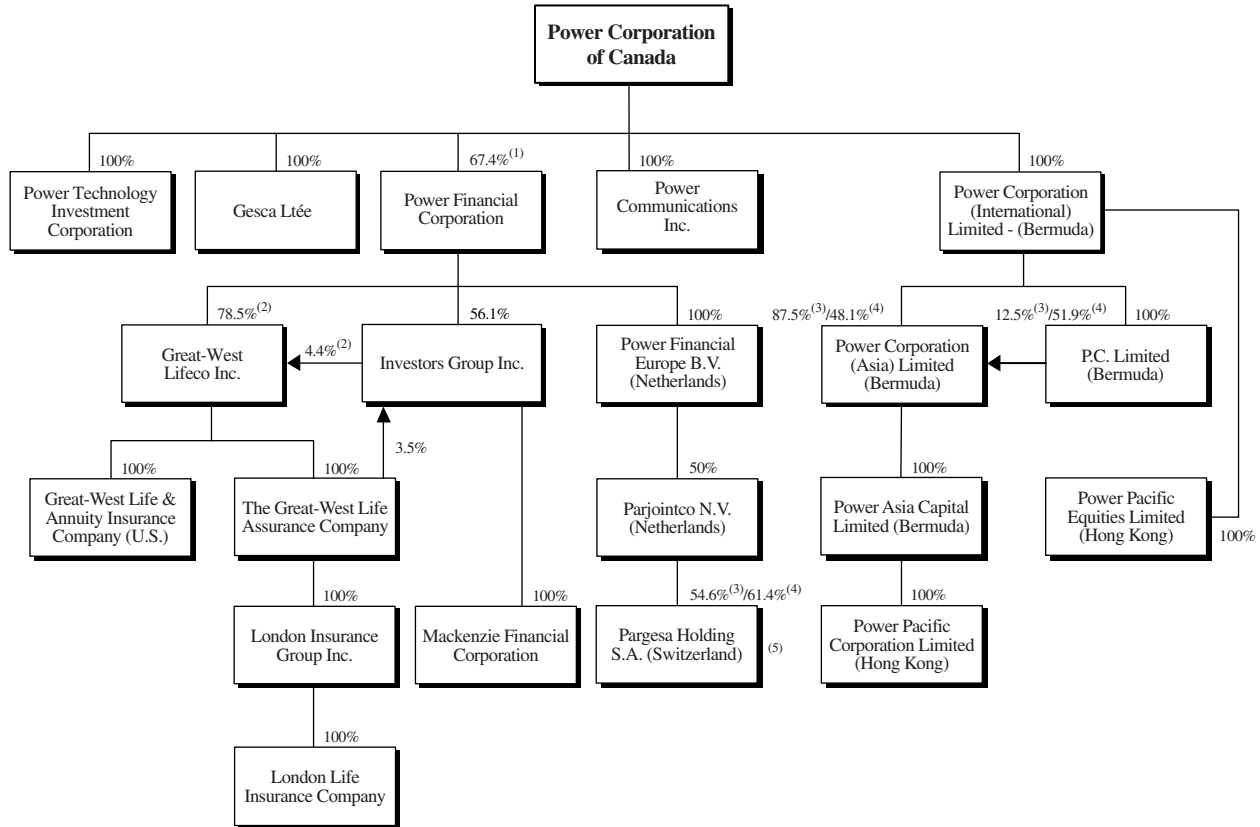 Power Corporation
of Canada
100%
100%
67.4%(1)
100%
100%
Power Technology
Investment
Corporation
Gesca Ltée
Power Financial
Corporation
Power
Communications
Inc.
Power Corporation
(International)
Limited - (Bermuda)
78.5%(2)
56.1%
100%
87.5%(3)/48.1%(4)
12.5%(3)/51.9%(4)
100%
Great-West
Lifeco Inc.
4.4%(2)
Investors Group Inc.
Power Financial
Europe B.V.
(Netherlands)
Power Corporation
(Asia) Limited
(Bermuda)
P.C. Limited
(Bermuda)
3.5%
100%
100%
50%
100%
Great-West Life &
Annuity Insurance
Company (U.S.)
The Great-West Life
Assurance Company
Parjointco N.V.
(Netherlands)
Power Asia Capital
Limited (Bermuda)
Power Pacific
Equities Limited
(Hong Kong)
100%
100%
100%
54.6%(3)/61.4%(4)
100%
London Insurance
Group Inc.
Mackenzie Financial
Corporation
Pargesa Holding
S.A. (Switzerland)
(5)
Power Pacific
Corporation Limited
(Hong Kong)
100%
London Life
Insurance Company